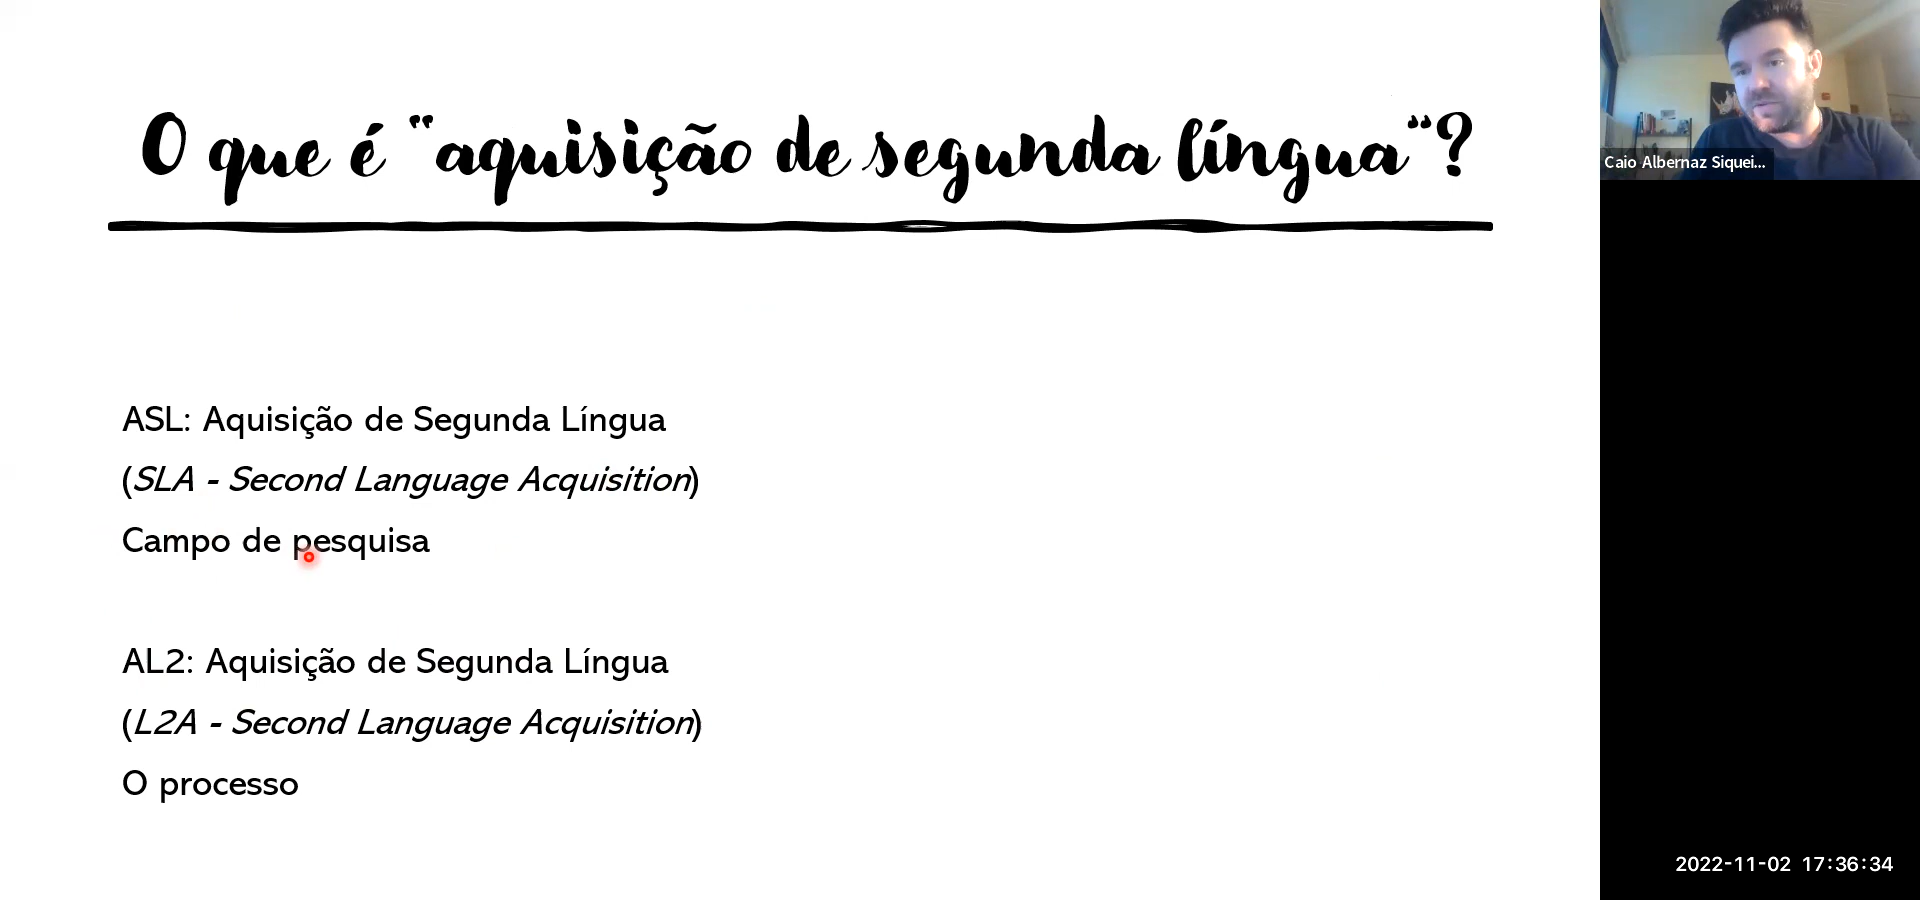 O que é “aquisição de segunda língua”?
ASL: Aquisição de Segunda Língua
(SLA - Second Language Acquisition)
Campo de pesquisa
AL2: Aquisição de Segunda Língua
(L2A - Second Language Acquisition)
O processo
Caio Albernaz Siquei...
2022-11-02 17:36:34